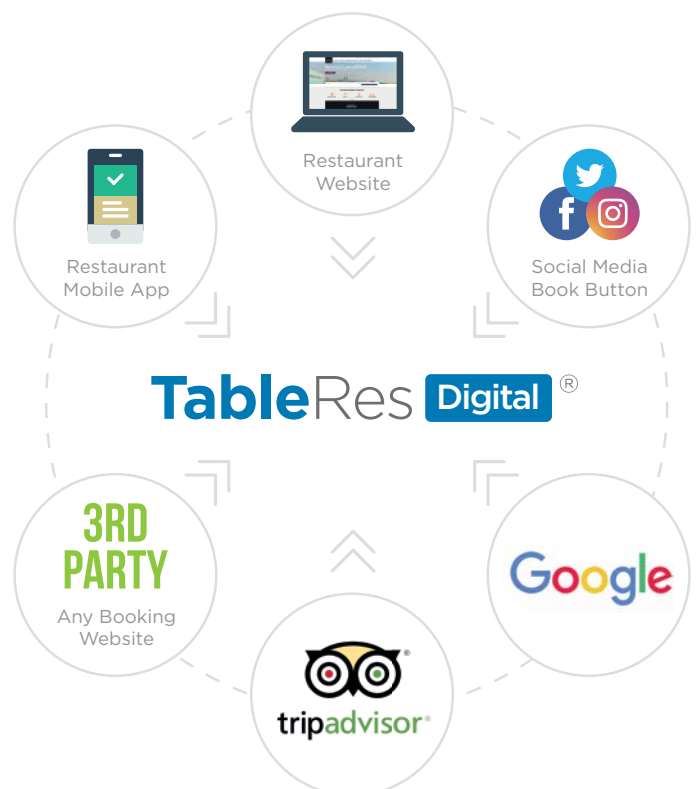 Restaurant
Website
Restaurant
Mobile App
Social Media
Book Button
TableRes Digital ®
3RD
PARTY
Any Booking
Website
Google
tripadvisor®